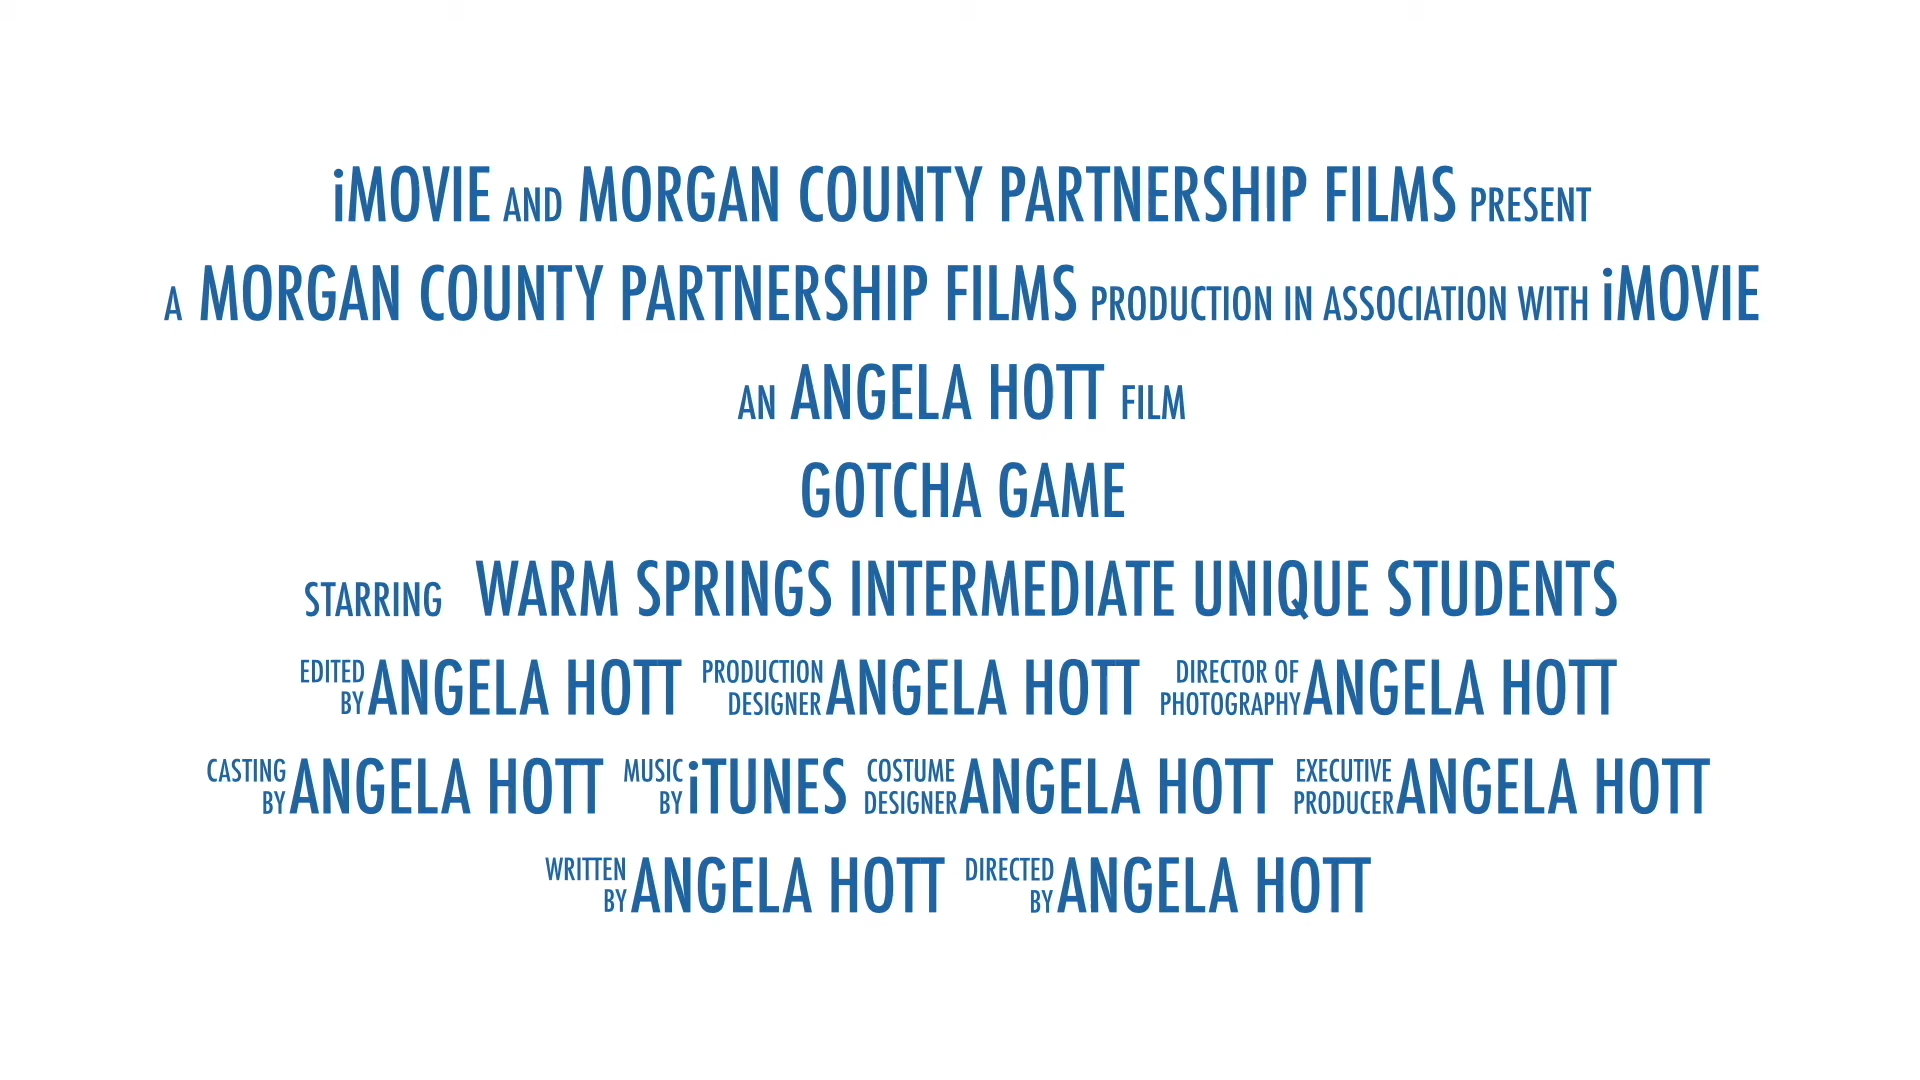 iMOVIE AND MORGAN COUNTY PARTNERSHIP FILMS PRESENT
A MORGAN COUNTY PARTNERSHIP FILMS PRODUCTION IN ASSOCIATION WITH iMOVIE
AN ANGELA HOTT FILM
GOTCHA GAME
STARRING WARM SPRINGS INTERMEDIATE UNIQUE STUDENTS
EDITED BY ANGELA HOTT PRODUCTION DESIGNER ANGELA HOTT DIRECTOR OF PHOTOGRAPHY ANGELA HOTT
CASTING BY ANGELA HOTT MUSIC BY iTUNES COSTUME DESIGNER ANGELA HOTT EXECUTIVE PRODUCER ANGELA HOTT
WRITTEN BY ANGELA HOTT DIRECTED BY ANGELA HOTT